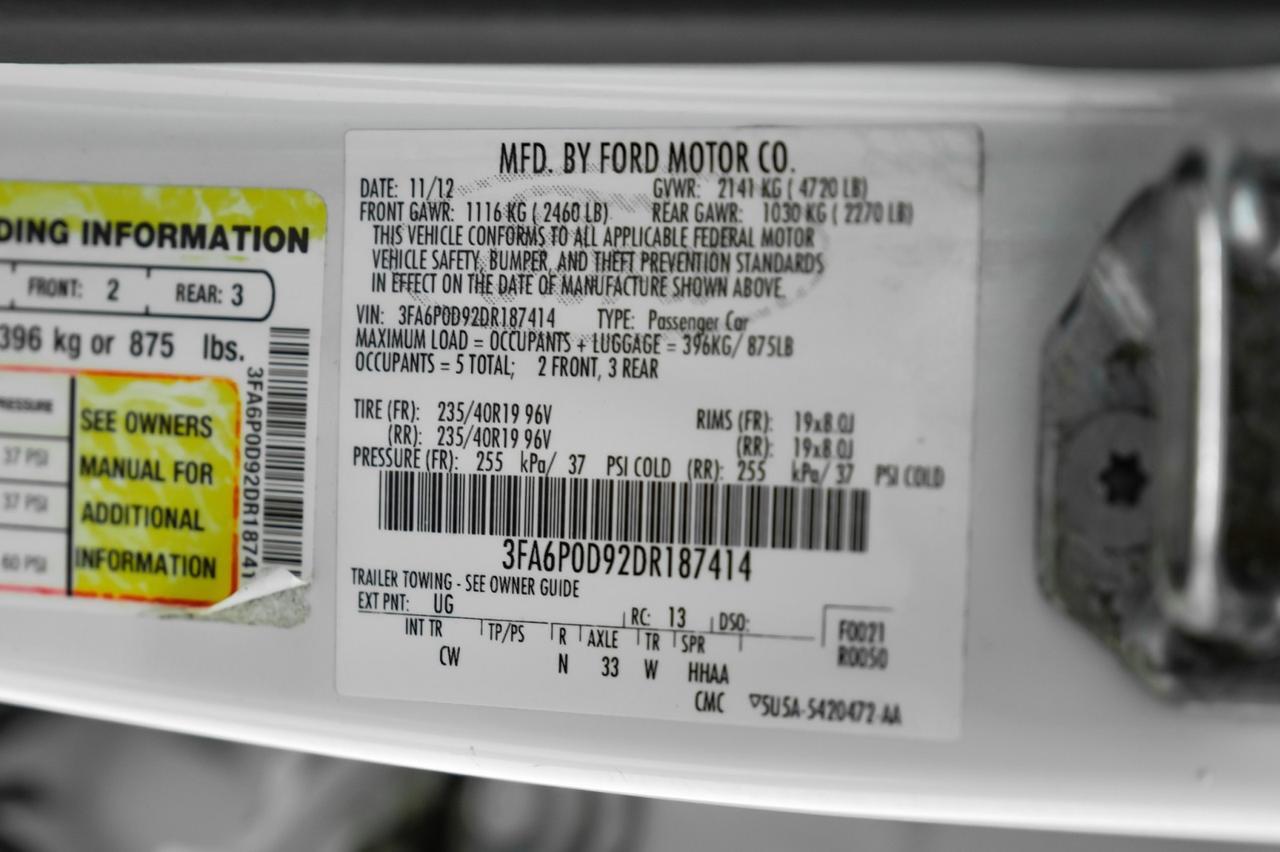 DING INFORMATION
FRONT: 2 REAR: 3
396 kg or 875 lbs.
PRESSURE
37 PSI
37 PSI
60 PSI
SEE OWNERS
MANUAL FOR
ADDITIONAL
INFORMATION
3FA6P0D92DR18741
MFD. BY FORD MOTOR CO.
DATE: 11/12 GVWR: 2141 KG ( 4720 LB)
FRONT GAWR: 1116 KG ( 2460 LB) REAR GAWR: 1030 KG ( 2270 LB)
THIS VEHICLE CONFORMS TO ALL APPLICABLE FEDERAL MOTOR
VEHICLE SAFETY, BUMPER, AND THEFT PREVENTION STANDARDS
IN EFFECT ON THE DATE OF MANUFACTURE SHOWN ABOVE.
VIN: 3FA6P0D92DR187414 TYPE: Passenger Car
MAXIMUM LOAD = OCCUPANTS + LUGGAGE = 396KG/ 875LB
OCCUPANTS = 5 TOTAL; 2 FRONT, 3 REAR
TIRE (FR): 235/40R19 96V RIMS (FR): 19x8.0J
(RR): 235/40R19 96V (RR): 19x8.0J
PRESSURE (FR): 255 kPa/ 37 PSI COLD (RR): 255 kPa/ 37 PSI COLD
3FA6P0D92DR187414
TRAILER TOWING - SEE OWNER GUIDE
EXT PNT: UG RC: 13 DSO: F0021
INT TR TP/PS R AXLE TR SPR R0050
CW N 33 W HHAA
CMC ▽5U5A-5420472-AA